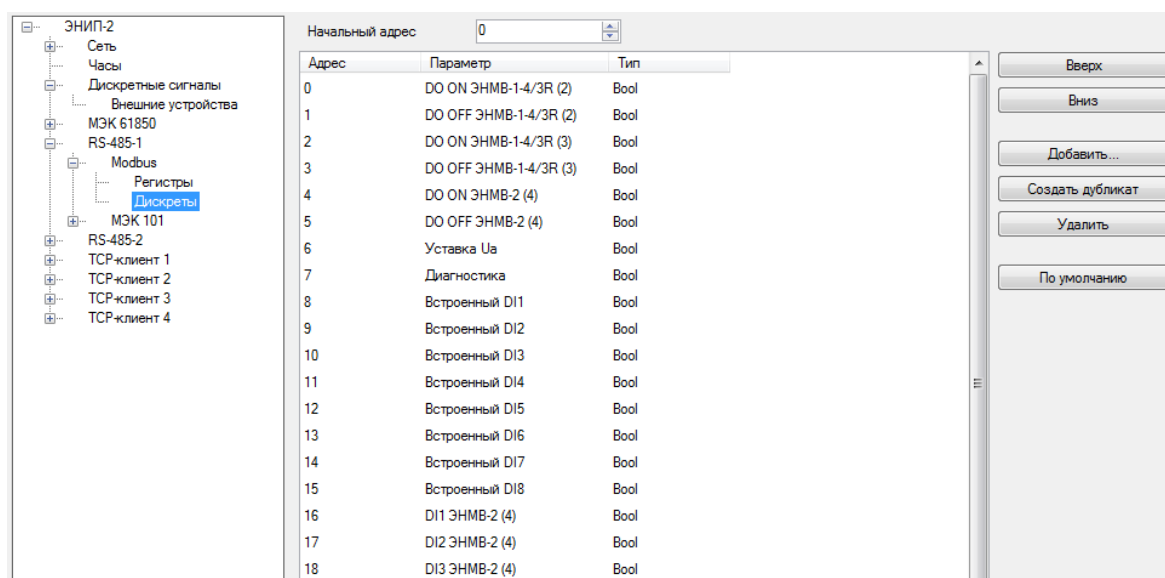 ЭНИП-2
Сеть
Часы
Дискретные сигналы
Внешние устройства
МЭК 61850
RS-485-1
Modbus
Регистры
Дискреты
МЭК 101
RS-485-2
TCP-клиент 1
TCP-клиент 2
TCP-клиент 3
TCP-клиент 4
Начальный адрес 0
Адрес Параметр Тип
0 DO ON ЭНМВ-1-4/3R (2) Bool
1 DO OFF ЭНМВ-1-4/3R (2) Bool
2 DO ON ЭНМВ-1-4/3R (3) Bool
3 DO OFF ЭНМВ-1-4/3R (3) Bool
4 DO ON ЭНМВ-2 (4) Bool
5 DO OFF ЭНМВ-2 (4) Bool
6 Уставка Ua Bool
7 Диагностика Bool
8 Встроенный DI1 Bool
9 Встроенный DI2 Bool
10 Встроенный DI3 Bool
11 Встроенный DI4 Bool
12 Встроенный DI5 Bool
13 Встроенный DI6 Bool
14 Встроенный DI7 Bool
15 Встроенный DI8 Bool
16 DI1 ЭНМВ-2 (4) Bool
17 DI2 ЭНМВ-2 (4) Bool
18 DI3 ЭНМВ-2 (4) Bool
Вверх
Вниз
Добавить...
Создать дубликат
Удалить
По умолчанию